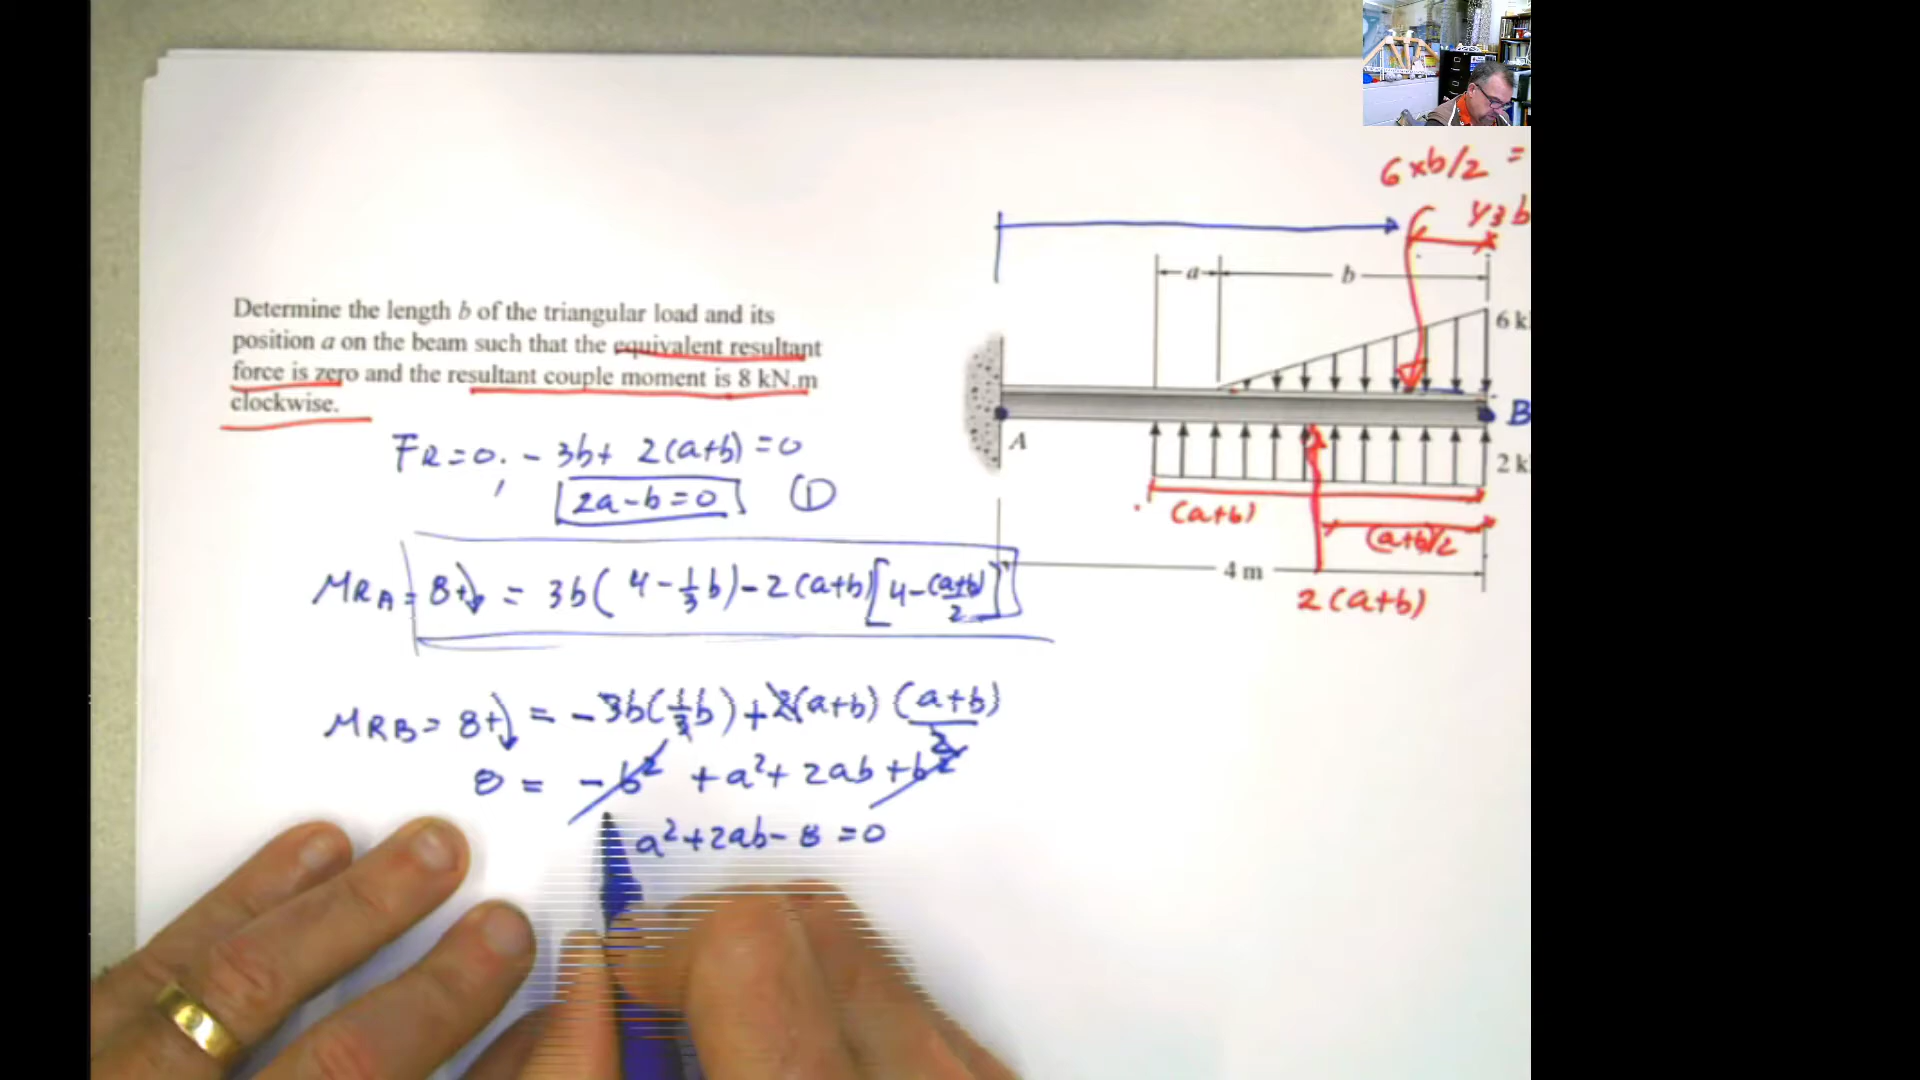 Determine the length b of the triangular load and its
position a on the beam such that the equivalent resultant
force is zero and the resultant couple moment is 8 kN.m
clockwise.
FR=0, - 3b+ 2(a+b)=0
2a-b=0 ①
MRA= 8+↓ = 3b(4-1/3b)-2(a+b)[4-(a+b)/2]
MRB= 8+↓ = -3b(1/3b)+2(a+b) (a+b)/2
8 = -b² +a²+ 2ab +b²
a²+2ab-8=0
6xb/2 =
1/3 b
a
b
6 k
A
B
2 k
(a+b)
(a+b)/2
4 m
2(a+b)